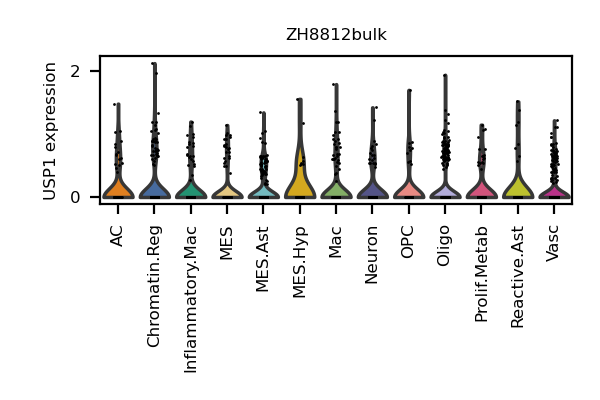 ZH8812bulk
USP1 expression
2
0
AC
Chromatin.Reg
Inflammatory.Mac
MES
MES.Ast
MES.Hyp
Mac
Neuron
OPC
Oligo
Prolif.Metab
Reactive.Ast
Vasc